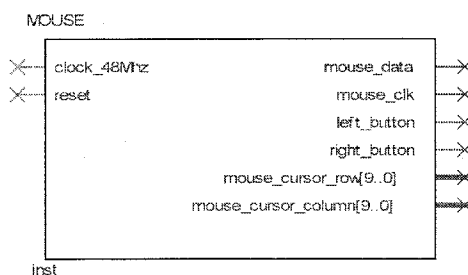 MOUSE
clock_48Mhz
reset
mouse_data
mouse_clk
left_button
right_button
mouse_cursor_row[9..0]
mouse_cursor_column[9..0]
inst